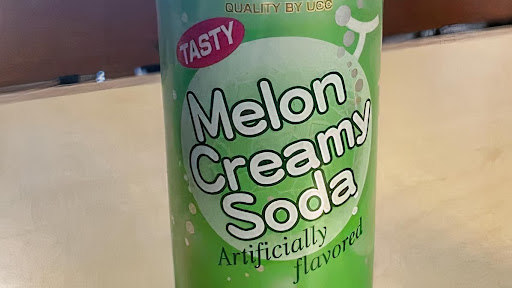 QUALITY BY UCC
TASTY
Melon
Creamy
Soda
Artificially
flavored